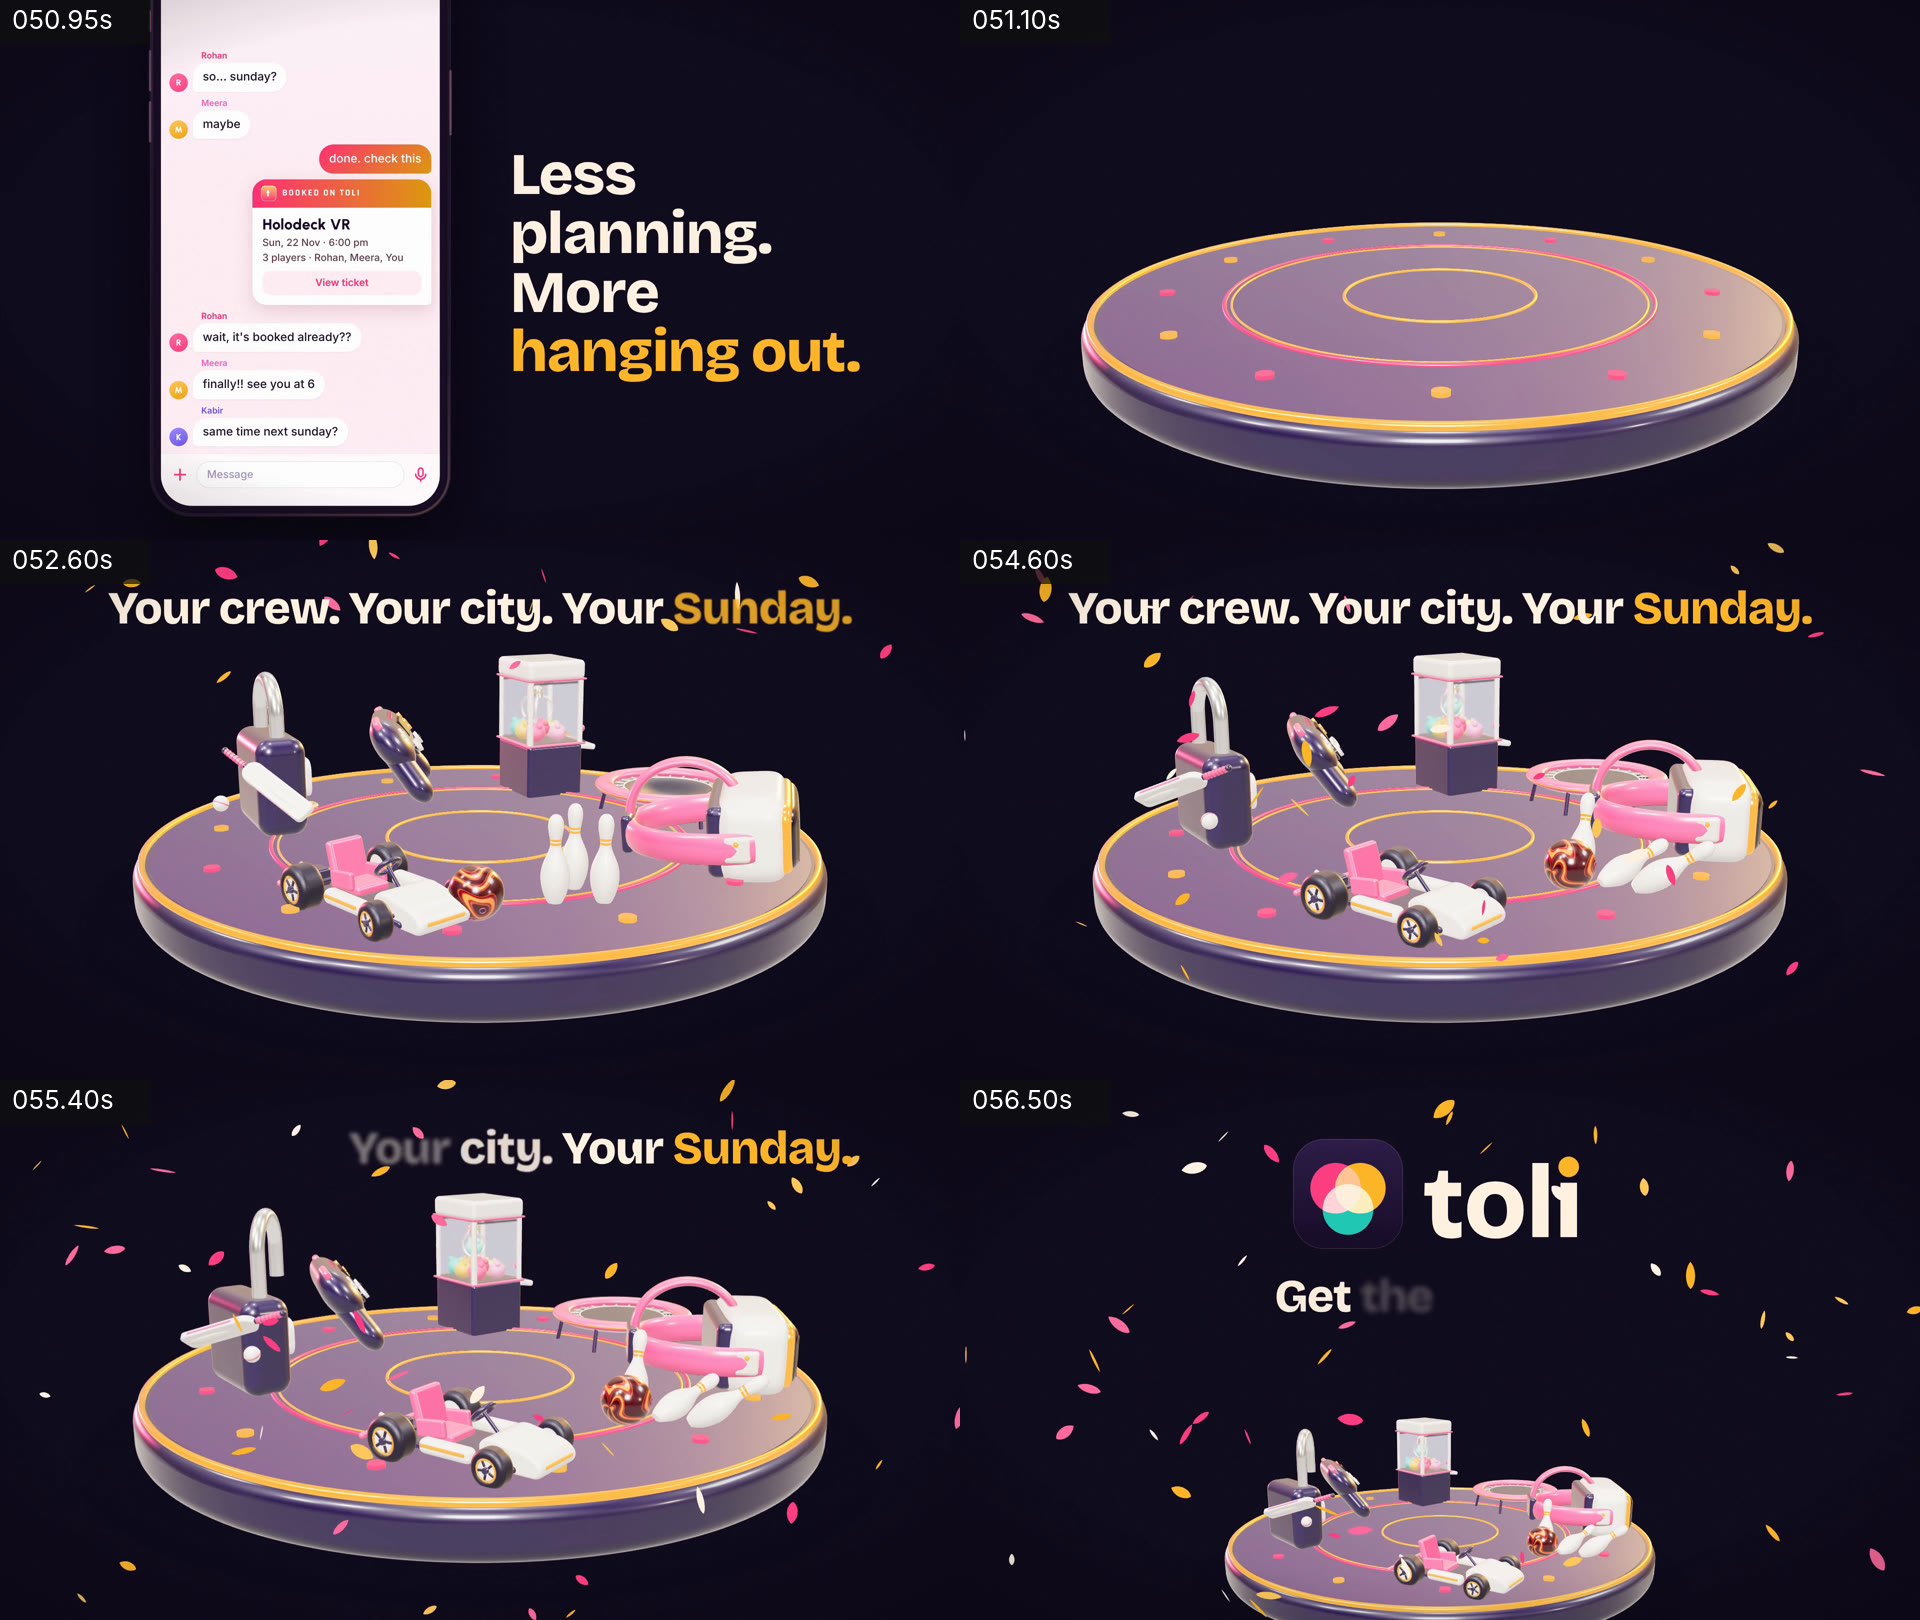 050.95s
Rohan
R
so... sunday?
Meera
M
maybe
done. check this
BOOKED ON TOLI
Holodeck VR
Sun, 22 Nov · 6:00 pm
3 players · Rohan, Meera, You
View ticket
Rohan
R
wait, it's booked already??
Meera
M
finally!! see you at 6
Kabir
K
same time next sunday?
+ Message
Less
planning.
More
hanging out.
051.10s
052.60s
Your crew. Your city. Your Sunday.
054.60s
Your crew. Your city. Your Sunday.
055.40s
Your city. Your Sunday.
056.50s
toli
Get the